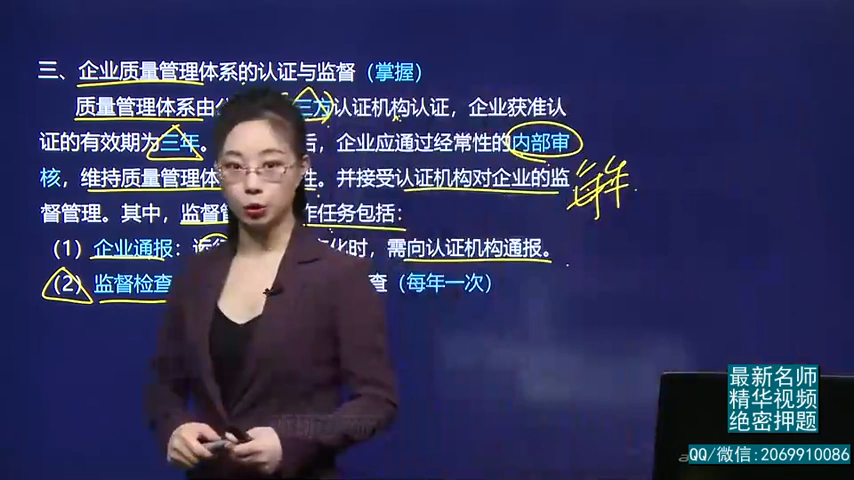 三、企业质量管理体系的认证与监督（掌握）
质量管理体系由 三方认证机构认证，企业获准认
证的有效期为三年。 后，企业应通过经常性的内部审
核，维持质量管理体 性。并接受认证机构对企业的监
督管理。其中，监督管 作任务包括：
（1）企业通报：运行 化时，需向认证机构通报。
（2）监督检查 查（每年一次）
每年
最新名师
精华视频
绝密押题
QQ/微信:2069910086